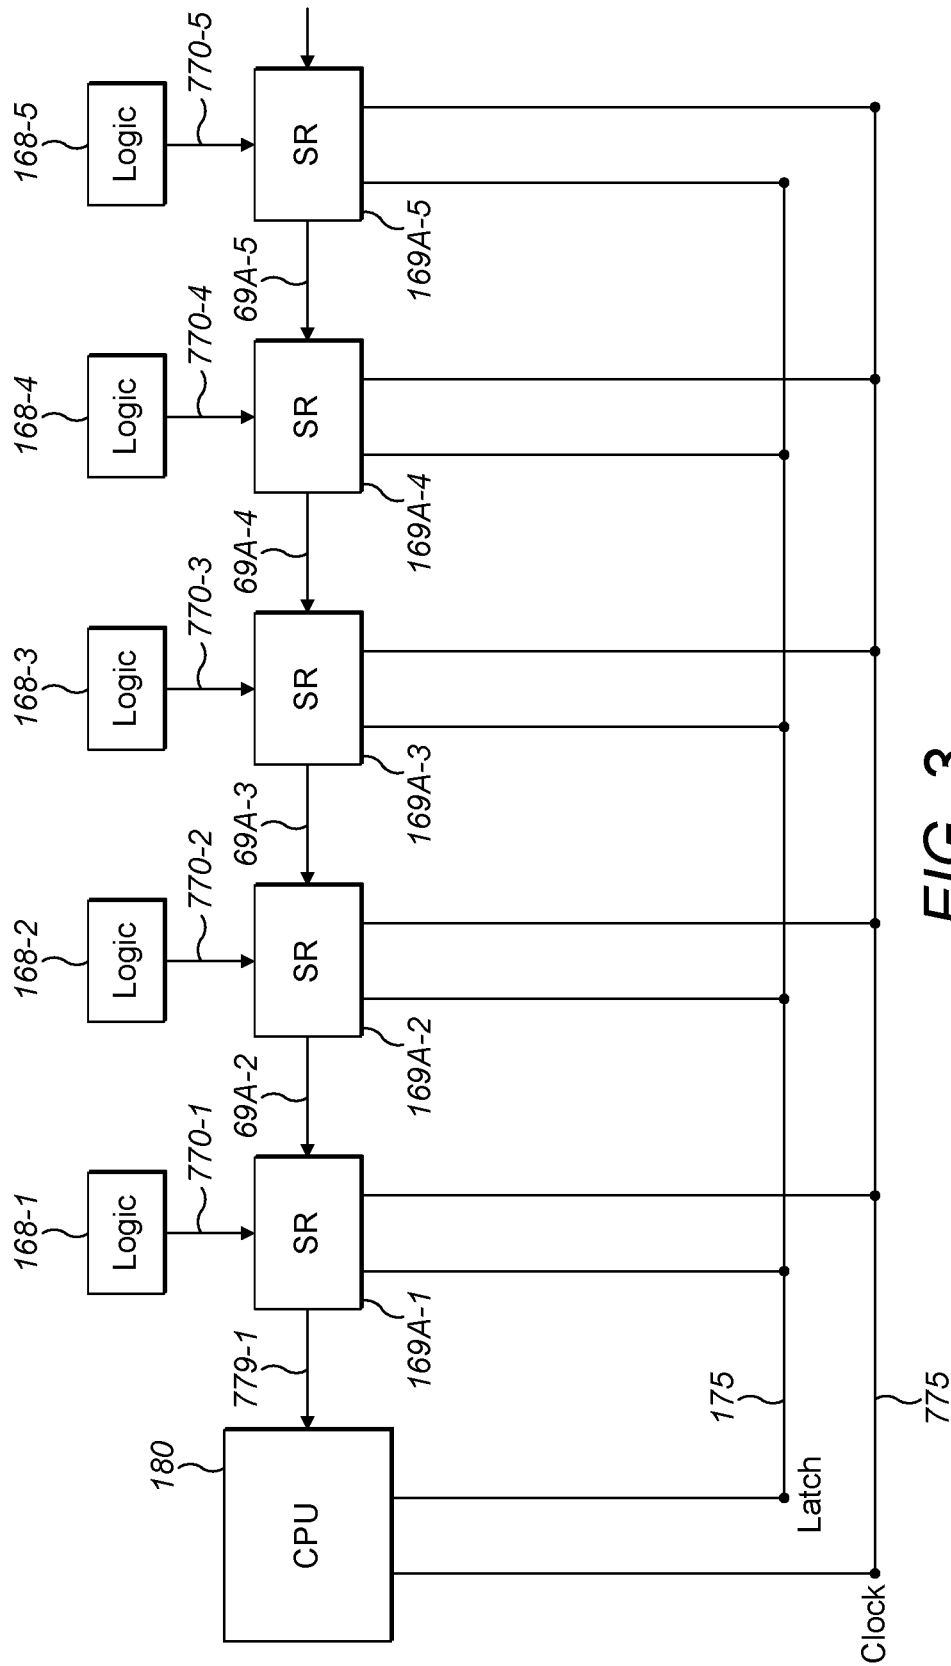 168-1
168-2
168-3
168-4
168-5
Logic
Logic
Logic
Logic
Logic
770-1
770-2
770-3
770-4
770-5
180
779-1
69A-2
69A-3
69A-4
69A-5
CPU
SR
SR
SR
SR
SR
169A-1
169A-2
169A-3
169A-4
169A-5
175
Latch
775
Clock
FIG. 3